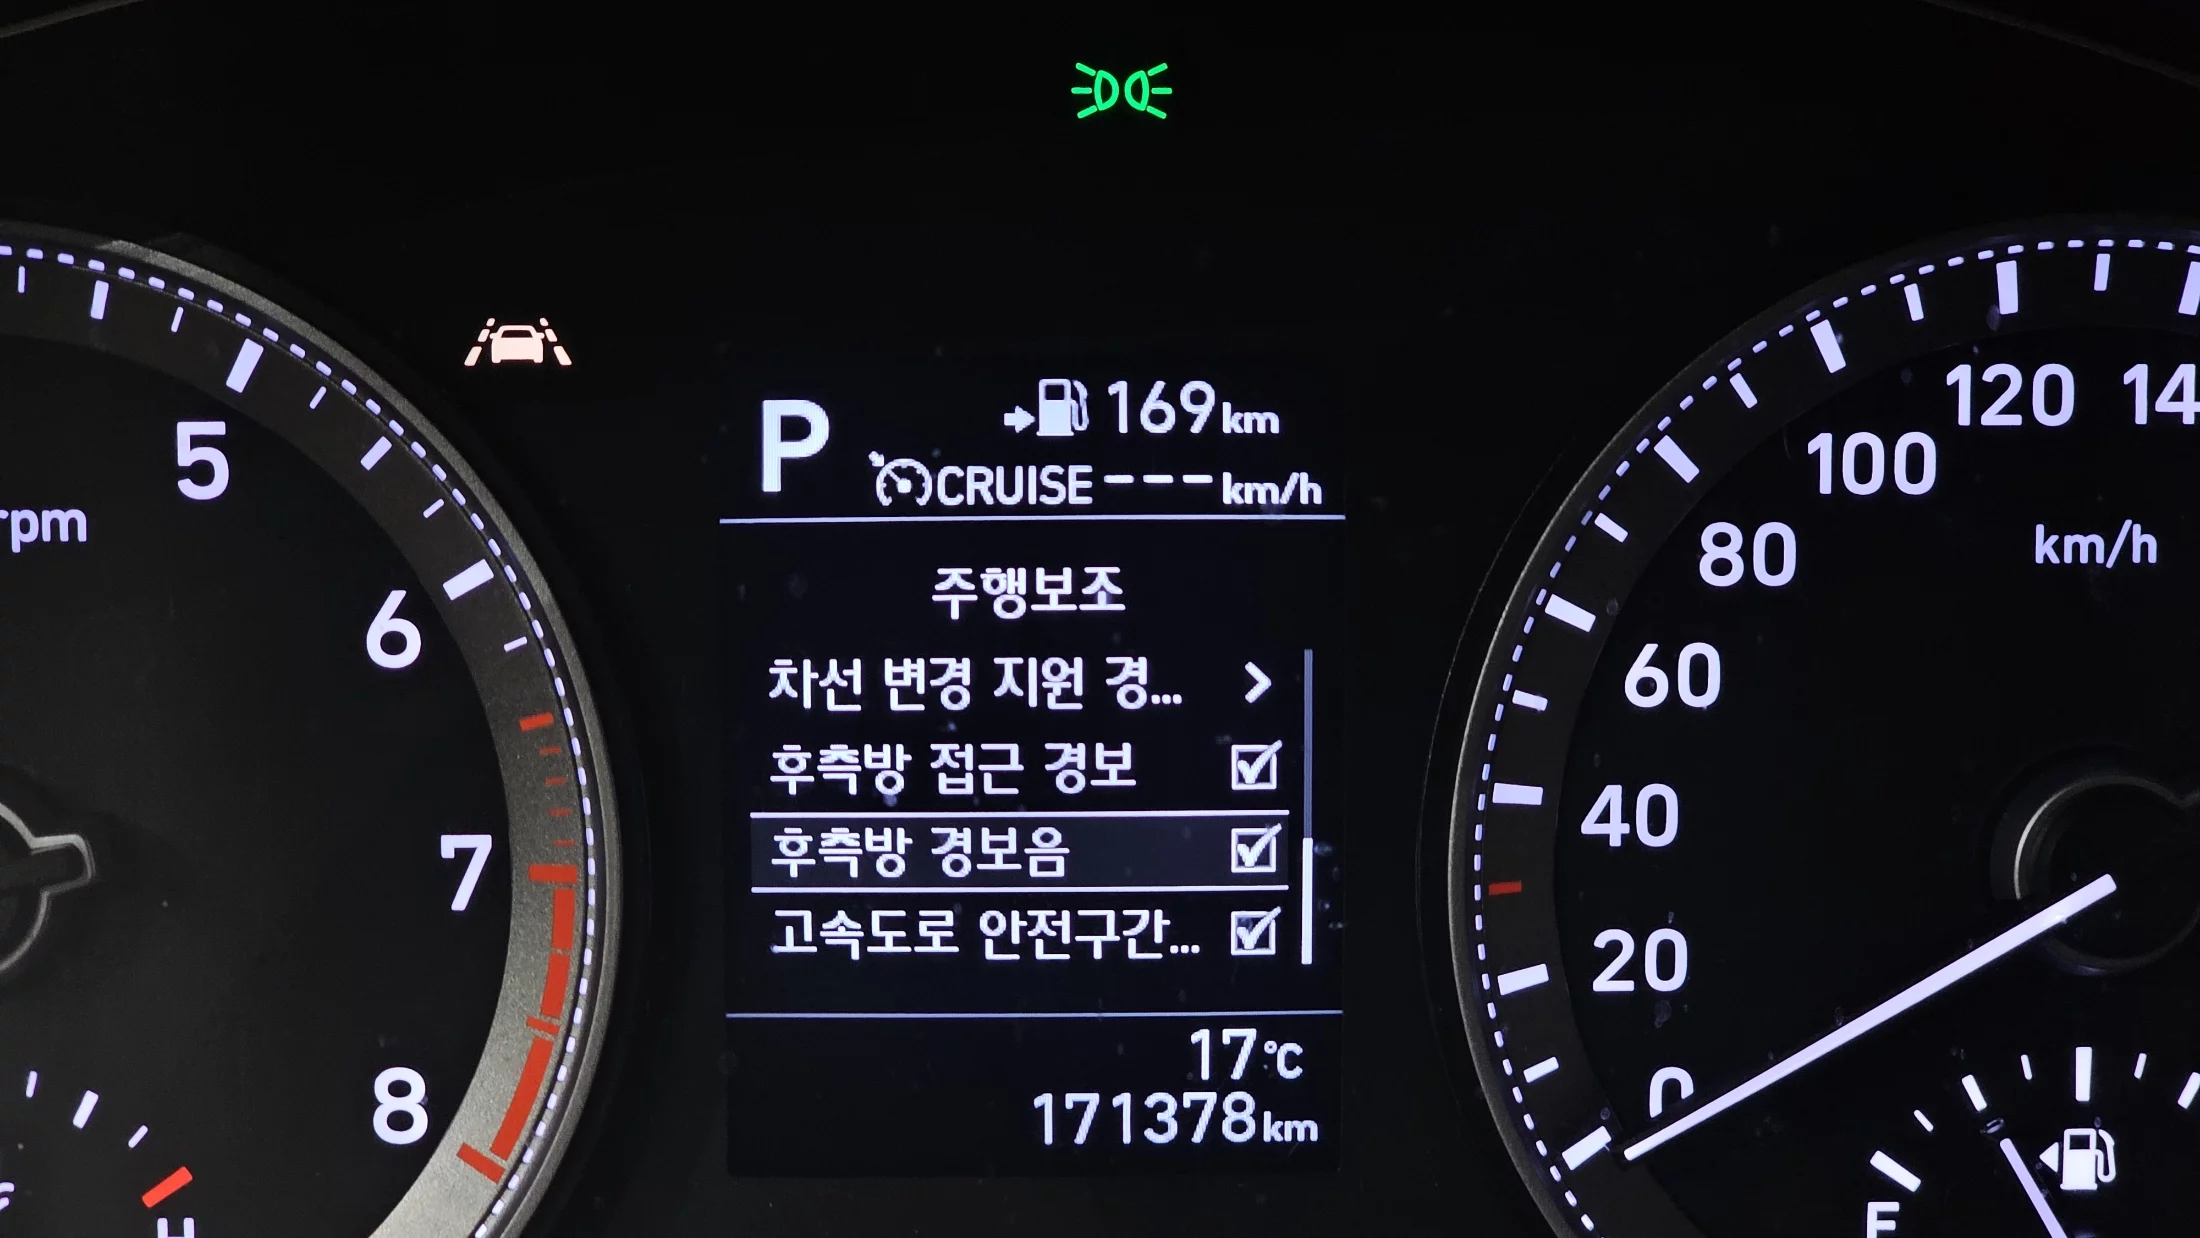 5
rpm
6
7
8
H
P
169km
CRUISE---km/h
주행보조
차선 변경 지원 경... >
후측방 접근 경보
후측방 경보음
고속도로 안전구간...
17℃
171378km
14
120
100
km/h
80
60
40
20
0